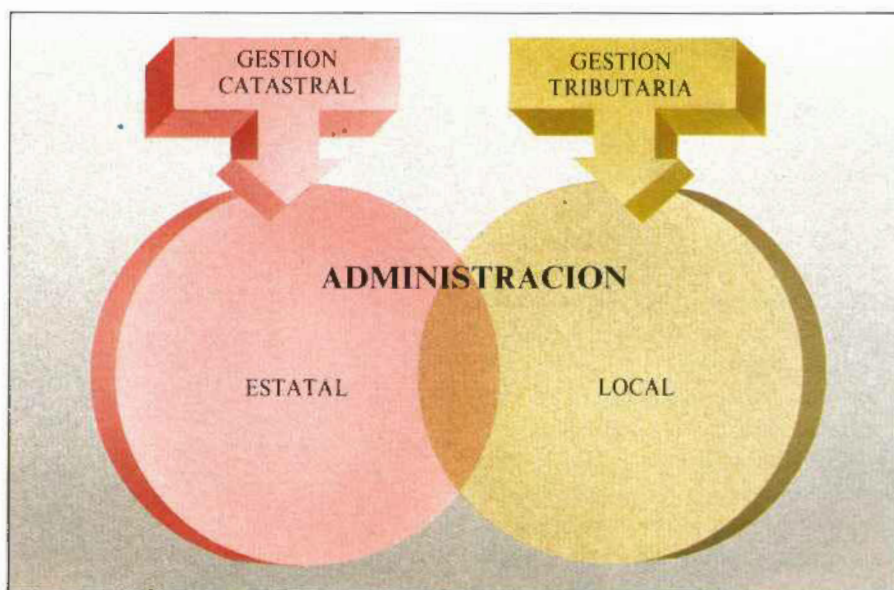 GESTION
CATASTRAL
GESTION
TRIBUTARIA
ADMINISTRACION
ESTATAL
LOCAL